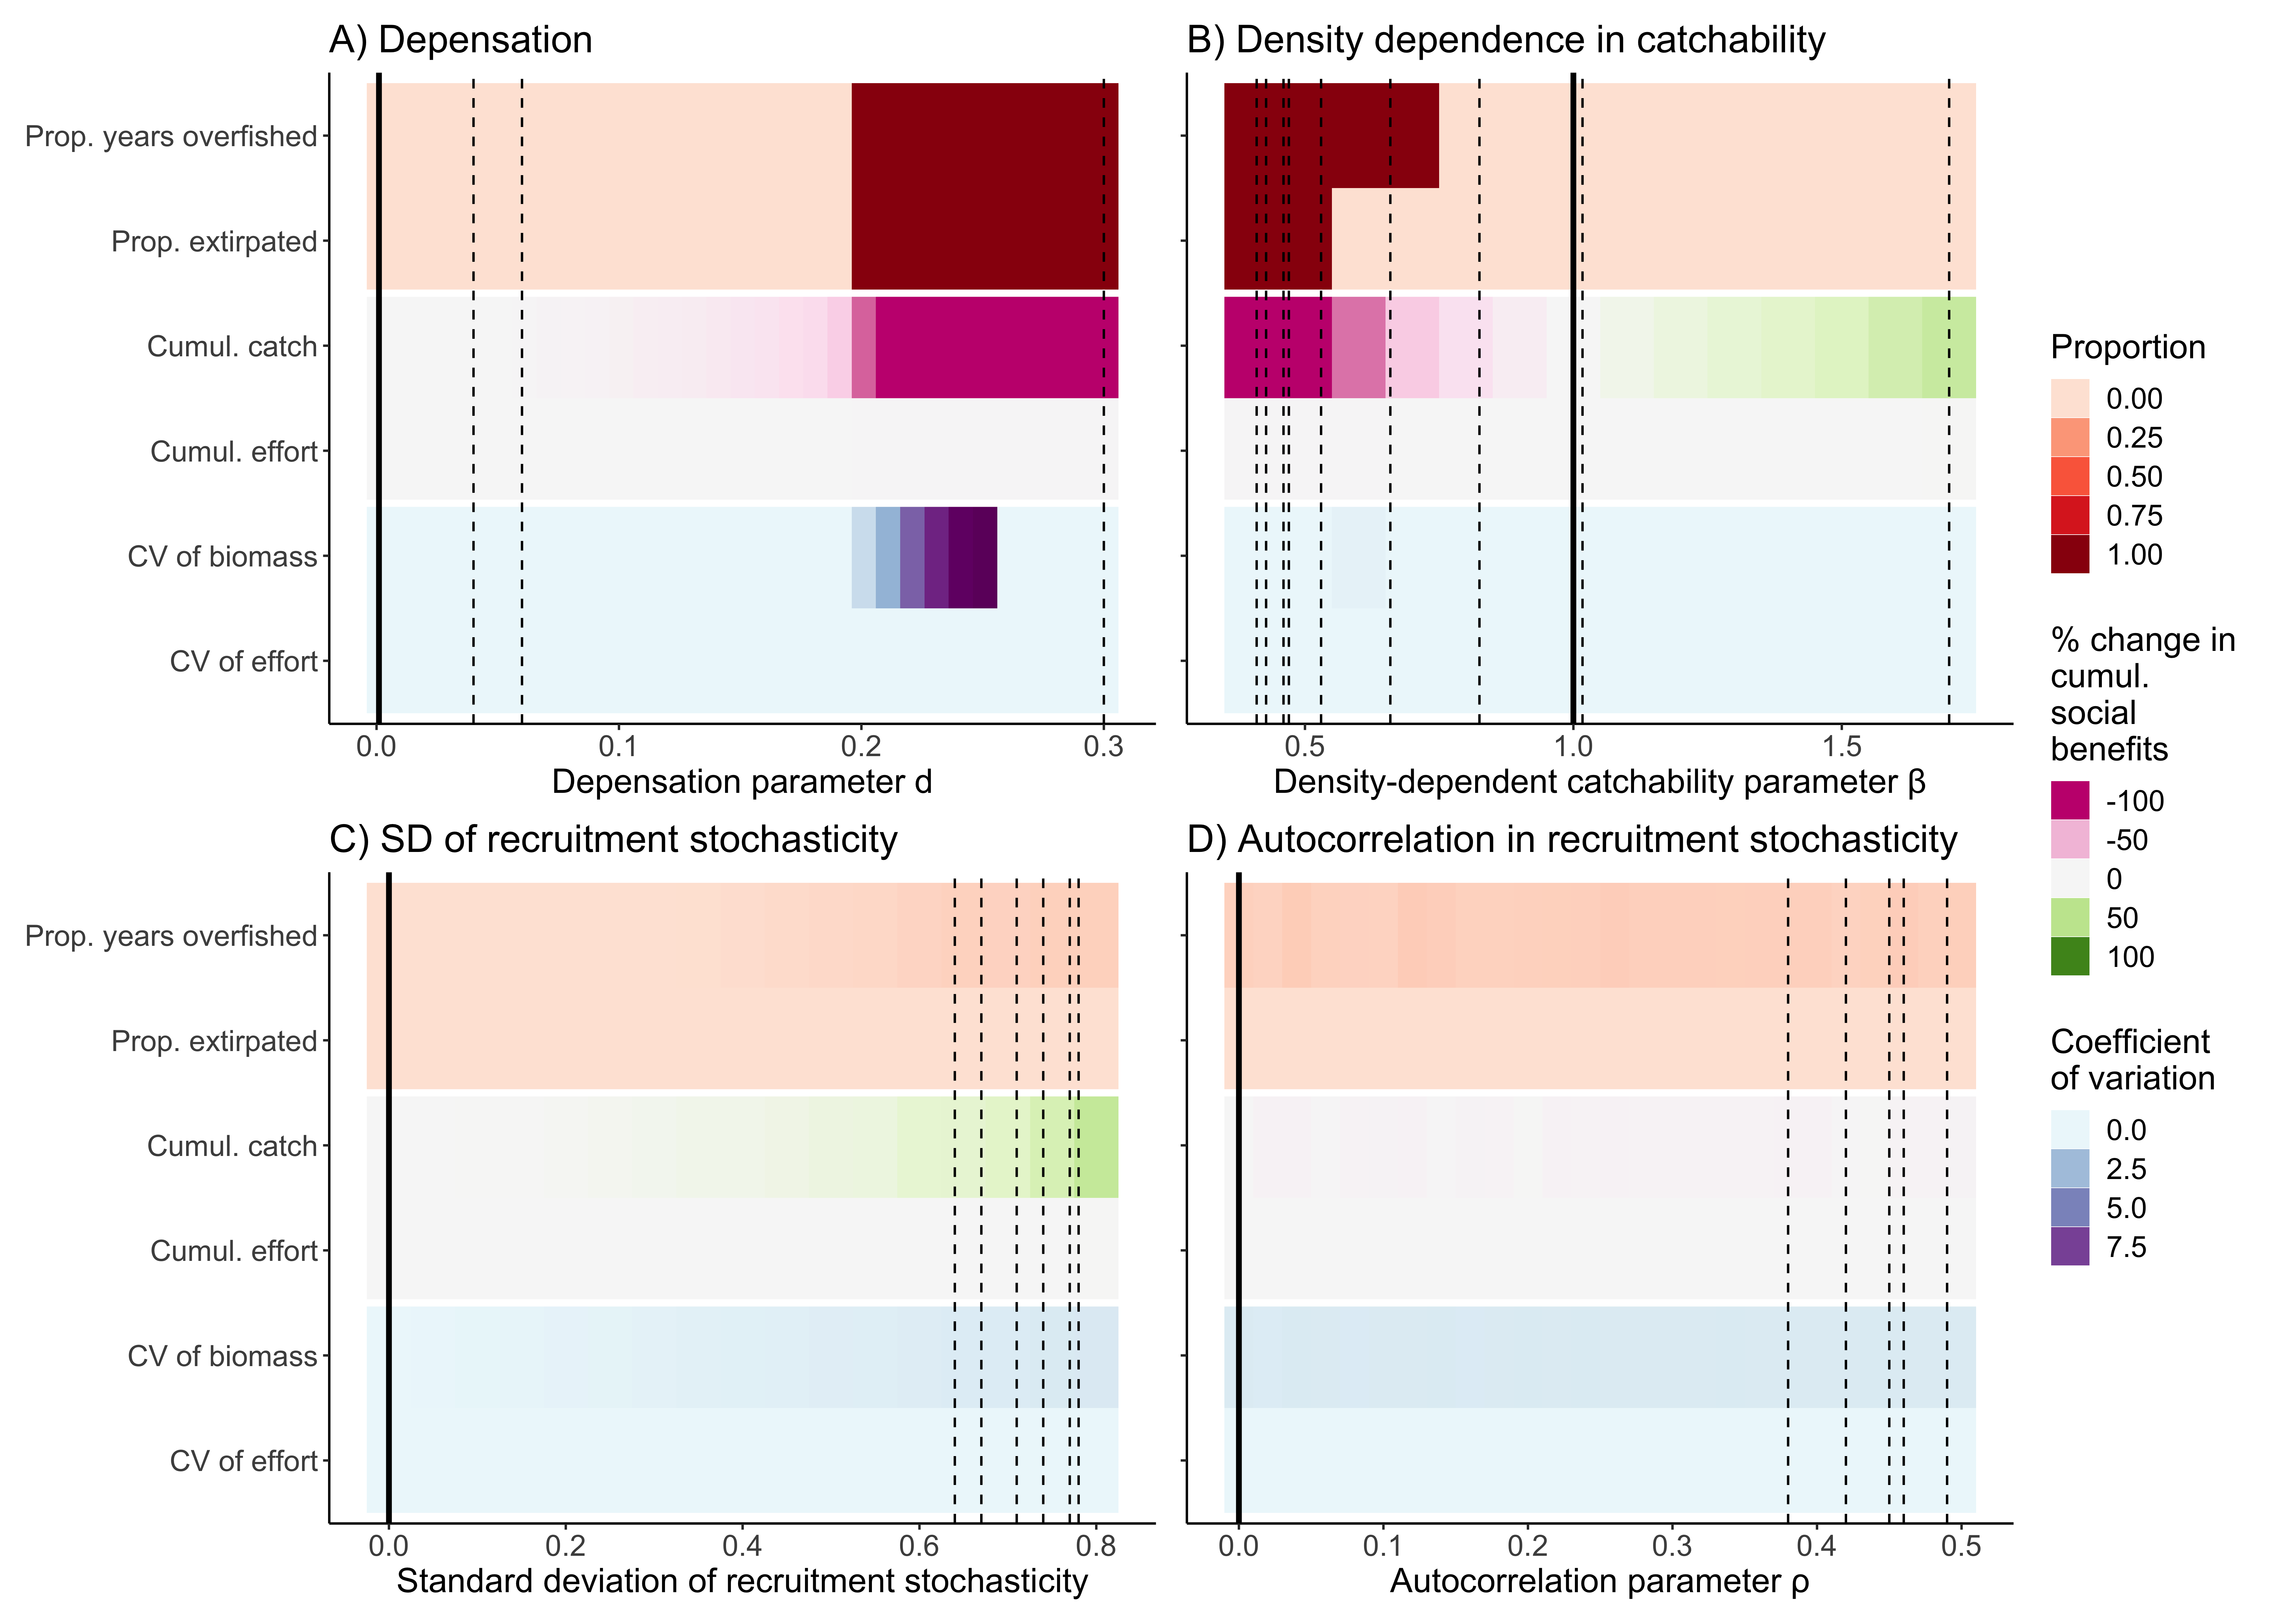 A) Depensation
Prop. years overfished
Prop. extirpated
Cumul. catch
Cumul. effort
CV of biomass
CV of effort
0.0 0.1 0.2 0.3
Depensation parameter d
B) Density dependence in catchability
0.5 1.0 1.5
Density-dependent catchability parameter β
C) SD of recruitment stochasticity
Prop. years overfished
Prop. extirpated
Cumul. catch
Cumul. effort
CV of biomass
CV of effort
0.0 0.2 0.4 0.6 0.8
Standard deviation of recruitment stochasticity
D) Autocorrelation in recruitment stochasticity
0.0 0.1 0.2 0.3 0.4 0.5
Autocorrelation parameter ρ
Proportion
0.00
0.25
0.50
0.75
1.00
% change in
cumul.
social
benefits
-100
-50
0
50
100
Coefficient
of variation
0.0
2.5
5.0
7.5